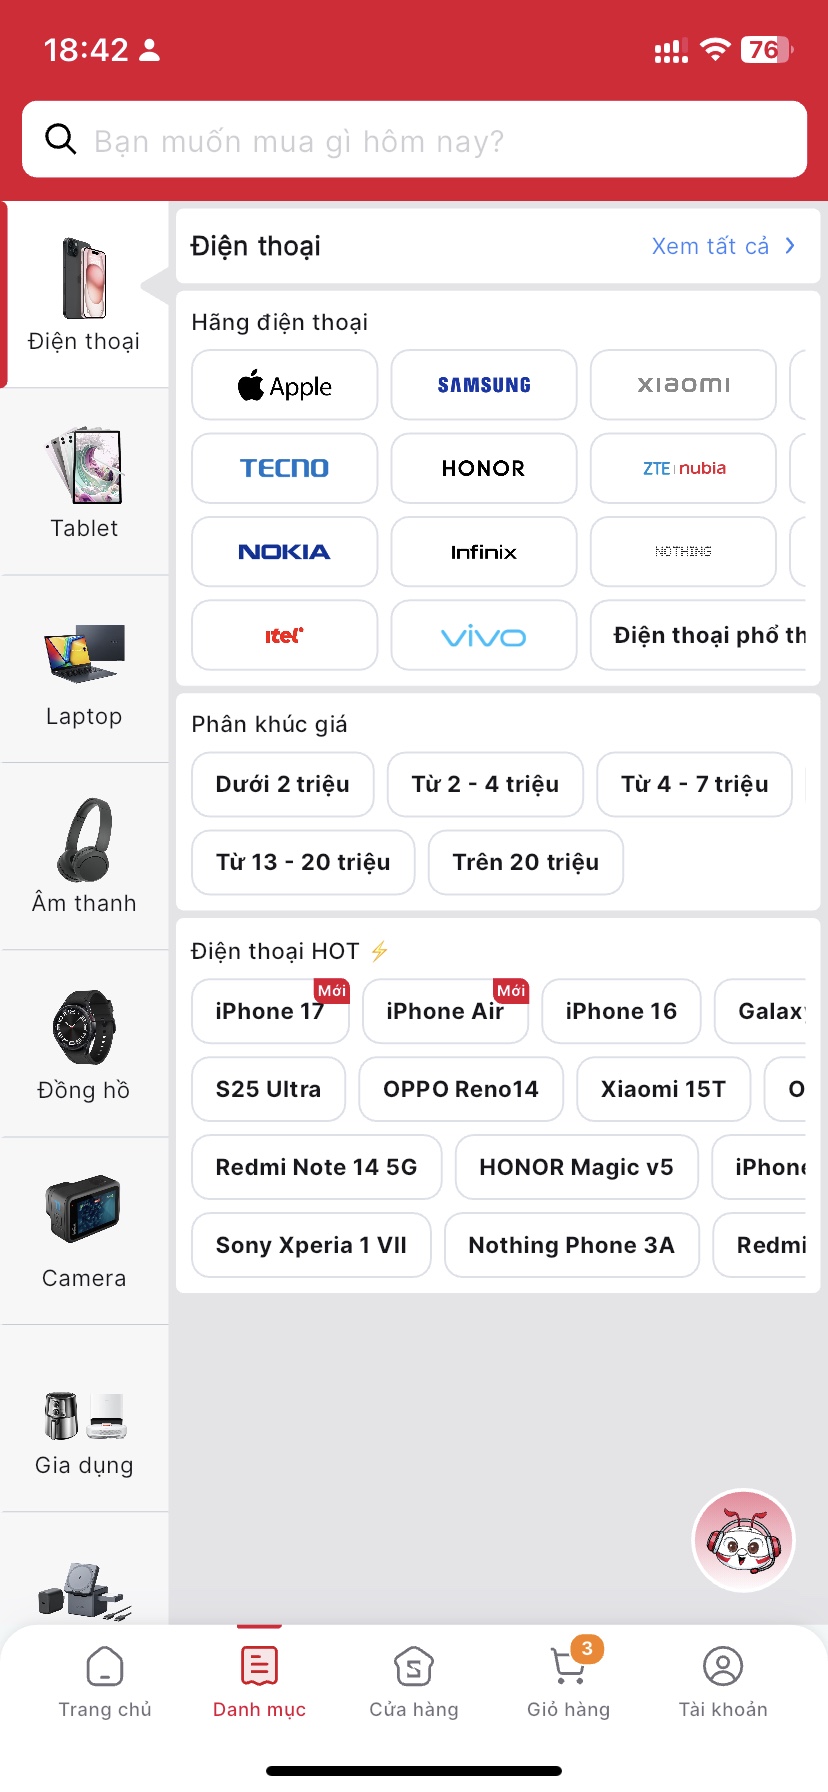 18:42
76
Bạn muốn mua gì hôm nay?
Điện thoại
Tablet
Laptop
Âm thanh
Đồng hồ
Camera
Gia dụng
Điện thoại
Xem tất cả
Hãng điện thoại
Apple
SAMSUNG
xiaomi
TECNO
HONOR
ZTE nubia
NOKIA
Infinix
NOTHING
itel
vivo
Điện thoại phổ th
Phân khúc giá
Dưới 2 triệu
Từ 2 - 4 triệu
Từ 4 - 7 triệu
Từ 13 - 20 triệu
Trên 20 triệu
Điện thoại HOT ⚡
iPhone 17
Mới
iPhone Air
Mới
iPhone 16
Galaxy
S25 Ultra
OPPO Reno14
Xiaomi 15T
O
Redmi Note 14 5G
HONOR Magic v5
iPhone
Sony Xperia 1 VII
Nothing Phone 3A
Redmi
Trang chủ
Danh mục
Cửa hàng
3
Giỏ hàng
Tài khoản